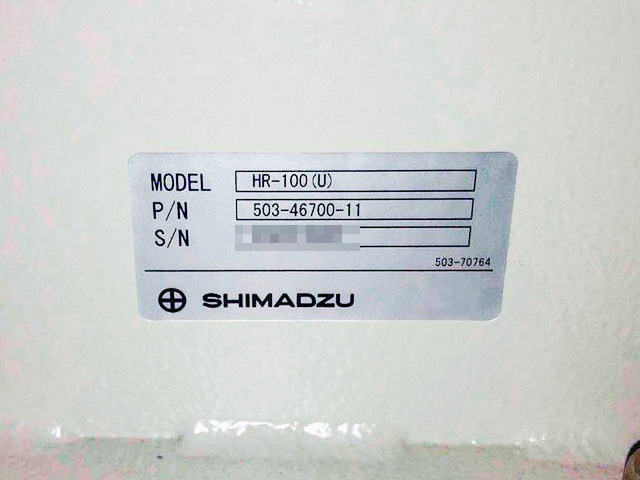 MODEL HR-100(U)
P/N 503-46700-11
S/N
503-70764
SHIMADZU